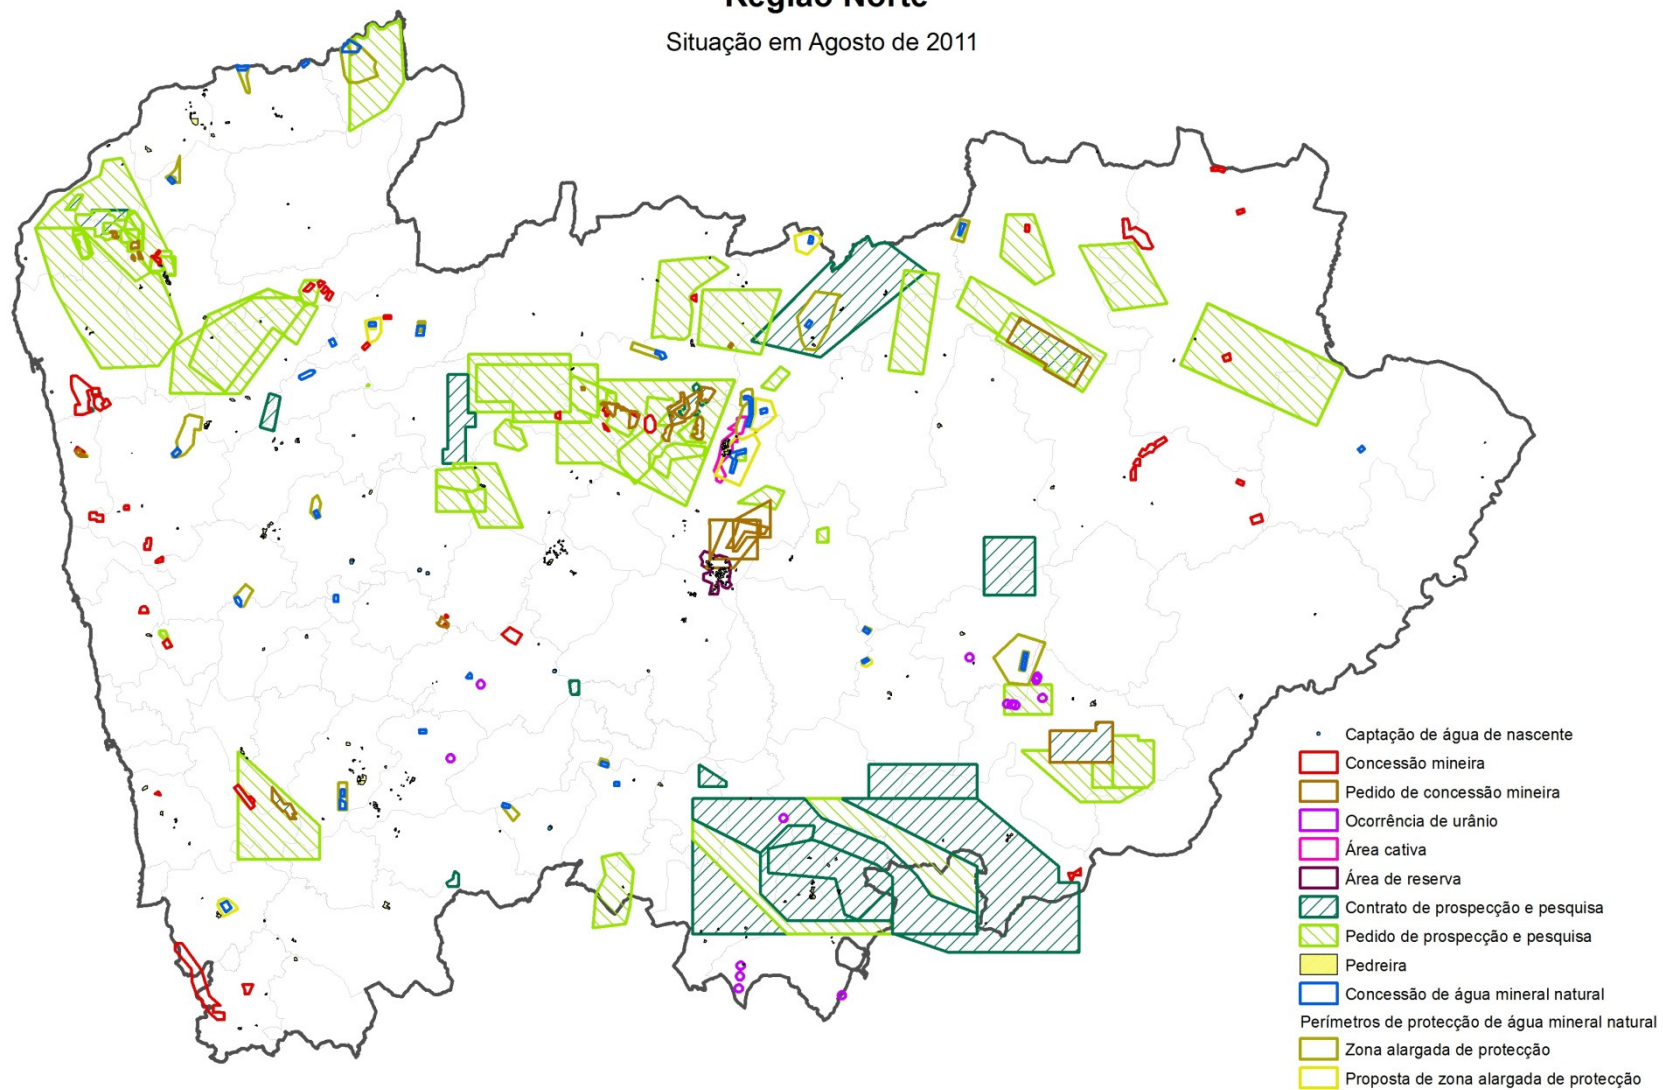 Região Norte
Situação em Agosto de 2011
Captação de água de nascente
Concessão mineira
Pedido de concessão mineira
Ocorrência de urânio
Área cativa
Área de reserva
Contrato de prospecção e pesquisa
Pedido de prospecção e pesquisa
Pedreira
Concessão de água mineral natural
Perímetros de protecção de água mineral natural
Zona alargada de protecção
Proposta de zona alargada de protecção